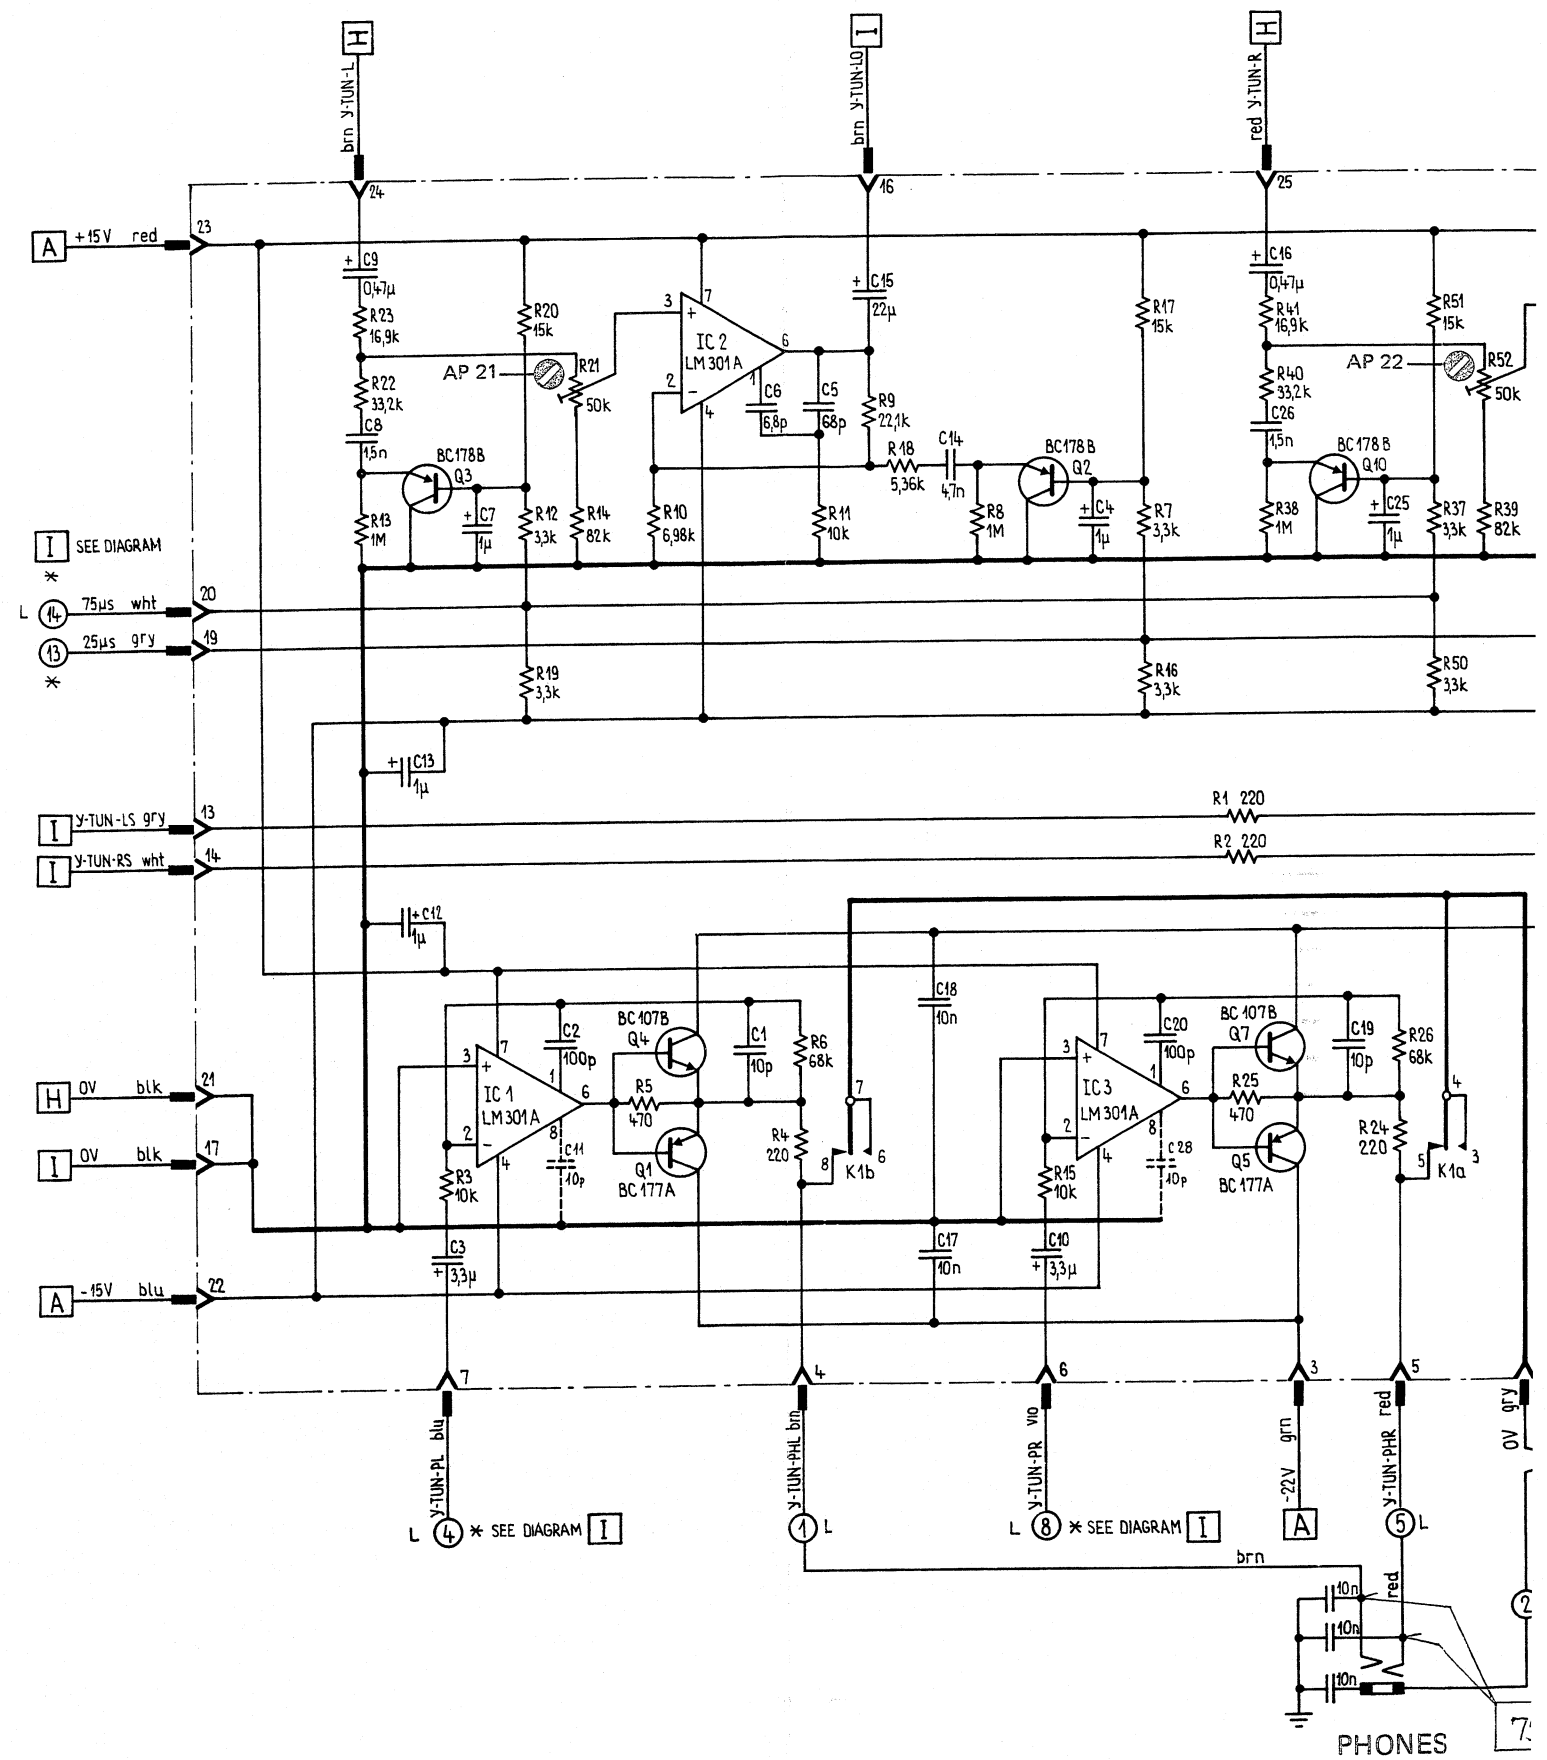 H
I
H
brn y-TUN-L
brn y-TUN-LO
red y-TUN-R
24
16
25
A +15V red 23
+ C9
0,47µ
R23
16,9k
R22
33,2k
C8
1,5n
R13
1M
BC178B
Q3
+ C7
1µ
R20
15k
R12
3,3k
AP 21
R21
50k
R14
82k
3
+
7
IC 2
LM 301A
6
2
-
1
4
C6
6,8p
C5
68p
+ C15
22µ
R9
22,1k
R10
6,98k
R11
10k
R18
5,36k
C14
4,7n
R8
1M
BC178B
Q2
+ C4
1µ
R17
15k
R7
3,3k
+ C16
0,47µ
R41
16,9k
R40
33,2k
C26
1,5n
R38
1M
BC178B
Q10
+ C25
1µ
R51
15k
R37
3,3k
AP 22
R52
50k
R39
82k
I SEE DIAGRAM
*
L 14 75µs wht 20
13 25µs gry 19
*
R19
3,3k
R16
3,3k
R50
3,3k
+ C13
1µ
I y-TUN-LS gry 13
R1 220
I y-TUN-RS wht 14
R2 220
+ C12
1µ
C18
10n
3
+
7
IC 1
LM 301A
2
-
1
6
8
4
C2
100p
C11
10p
R3
10k
BC 107B
Q4
R5
470
Q1
BC 177A
C1
10p
R6
68k
R4
220
7
8
6
K1b
3
+
7
IC 3
LM 301A
2
-
1
6
8
4
C20
100p
C28
10p
R15
10k
BC 107B
Q7
R25
470
Q5
BC 177A
C19
10p
R26
68k
R24
220
4
5
3
K1a
H 0V blk 21
I 0V blk 17
C3
+ 3,3µ
C17
10n
C10
+ 3,3µ
A -15V blu 22
7
4
6
3
5
y-TUN-PL blu
y-TUN-PHL brn
y-TUN-PR vio
-22V grn
y-TUN-PHR red
0V gry
L 4 * SEE DIAGRAM I
1 L
L 8 * SEE DIAGRAM I
A
5 L
brn
red
10n
10n
10n
2
PHONES